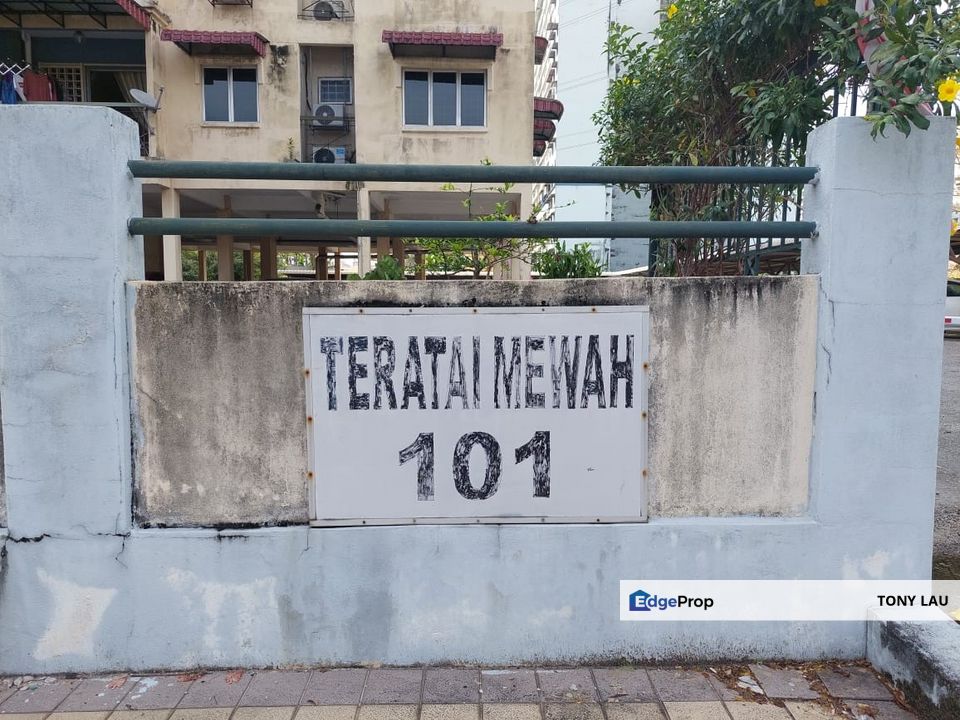 TERATAI MEWAH
101
EdgeProp
TONY LAU